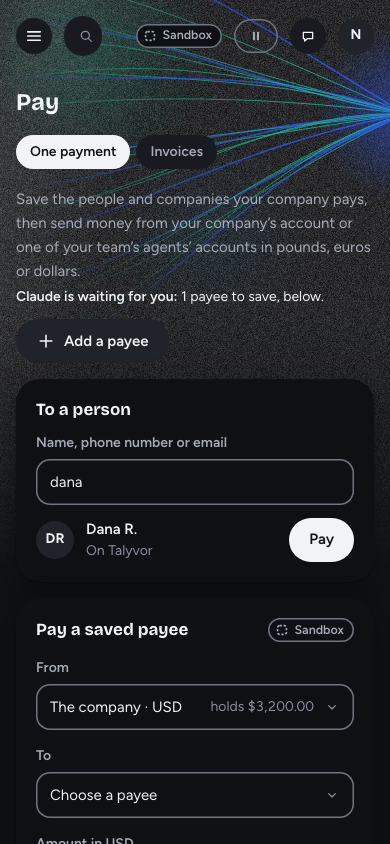 Sandbox
N
Pay
One payment
Invoices
Save the people and companies your company pays,
then send money from your company's account or
one of your team's agents' accounts in pounds, euros
or dollars.
Claude is waiting for you: 1 payee to save, below.
Add a payee
To a person
Name, phone number or email
dana
DR
Dana R.
On Talyvor
Pay
Pay a saved payee
Sandbox
From
The company · USD
holds $3,200.00
To
Choose a payee
Amount in USD